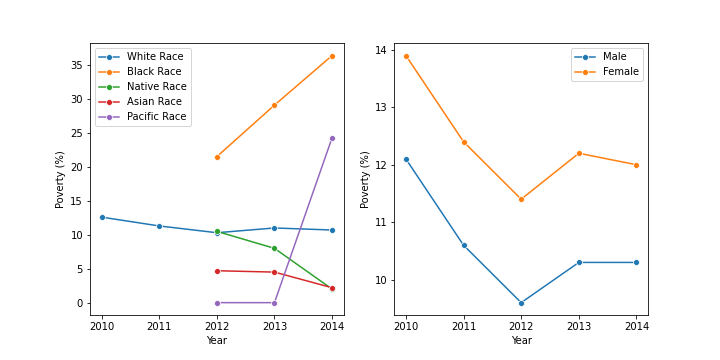 White Race
Black Race
Native Race
Asian Race
Pacific Race
Poverty (%)
35
30
25
20
15
10
5
0
2010 2011 2012 2013 2014
Year
Male
Female
Poverty (%)
14
13
12
11
10
2010 2011 2012 2013 2014
Year